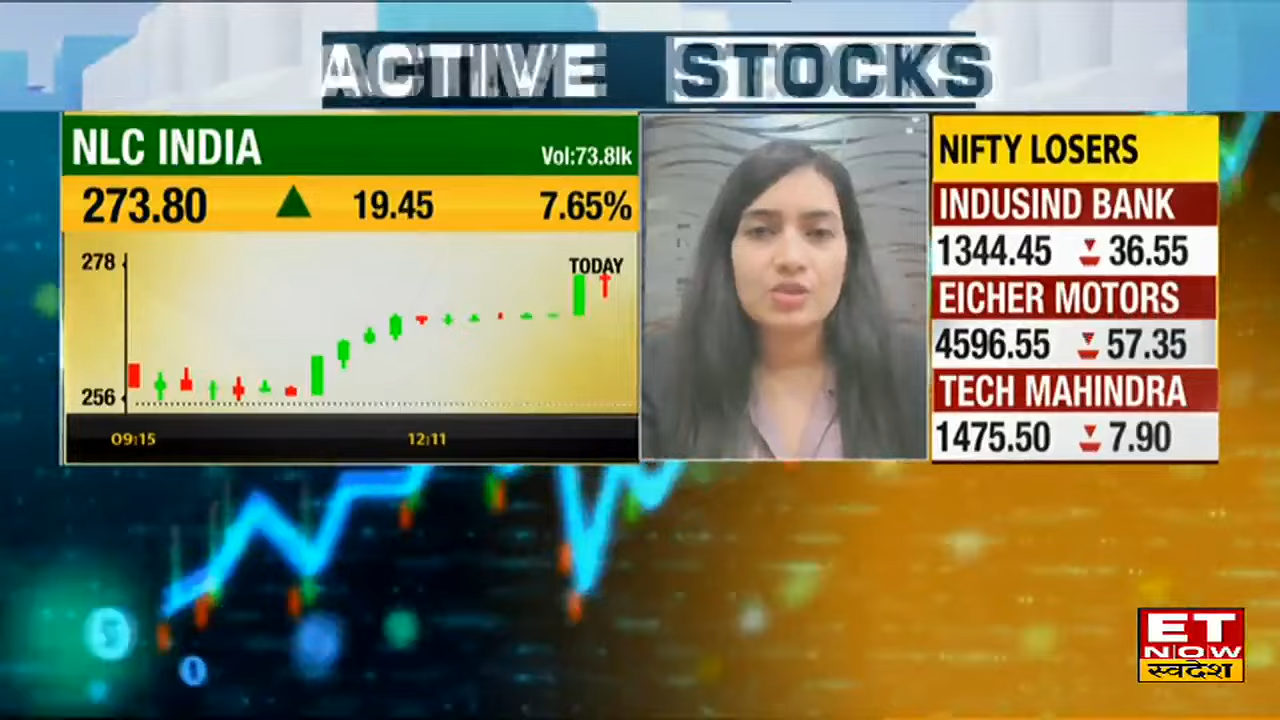 ACTIVE STOCKS
NLC INDIA
Vol:73.8lk
273.80 19.45 7.65%
278
TODAY
256
09:15 12:11
NIFTY LOSERS
INDUSIND BANK
1344.45 36.55
EICHER MOTORS
4596.55 57.35
TECH MAHINDRA
1475.50 7.90
ET
NOW
स्वदेश